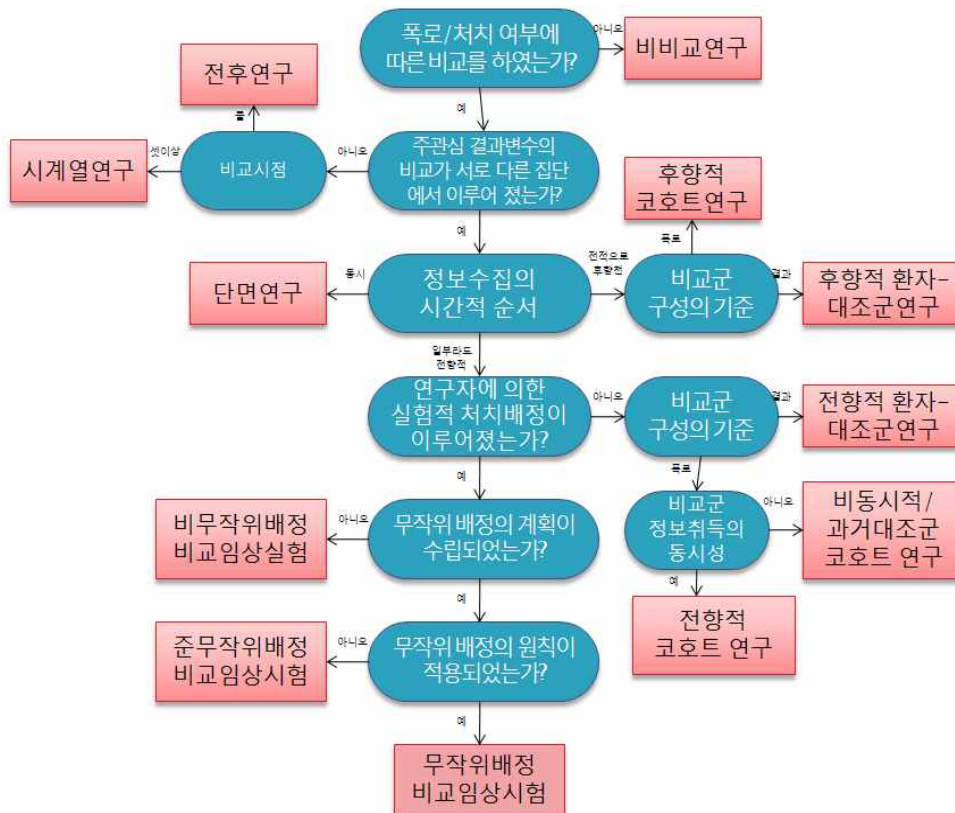 폭로/처치 여부에
따른 비교를 하였는가?
아니오
비비교연구
예
전후연구
둘
시계열연구
셋이상
비교시점
아니오
주관심 결과변수의
비교가 서로 다른 집단
에서 이루어 졌는가?
예
후향적
코호트연구
폭로
단면연구
동시
정보수집의
시간적 순서
전적으로
후향적
비교군
구성의 기준
결과
후향적 환자–
대조군연구
일부라도
전향적
연구자에 의한
실험적 처치배정이
이루어졌는가?
아니오
비교군
구성의 기준
결과
전향적 환자–
대조군연구
예
폭로
비무작위배정
비교임상실험
아니오
무작위 배정의 계획이
수립되었는가?
비교군
정보취득의
동시성
아니오
비동시적/
과거대조군
코호트 연구
예
예
전향적
코호트 연구
준무작위배정
비교임상시험
아니오
무작위 배정의 원칙이
적용되었는가?
예
무작위배정
비교임상시험